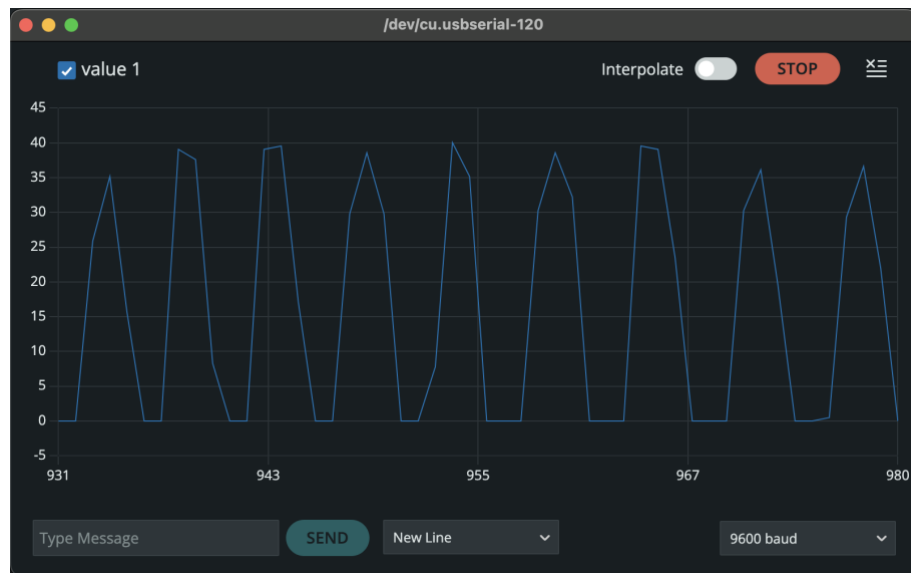 /dev/cu.usbserial-120
value 1
Interpolate
STOP
45
40
35
30
25
20
15
10
5
0
-5
931 943 955 967 980
Type Message SEND New Line 9600 baud